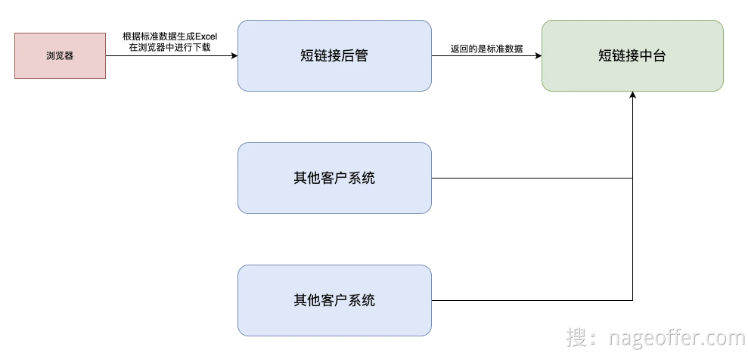 根据标准数据生成Excel
在浏览器中进行下载
浏览器
短链接后管
返回的是标准数据
短链接中台
其他客户系统
其他客户系统
搜：nageoffer.com